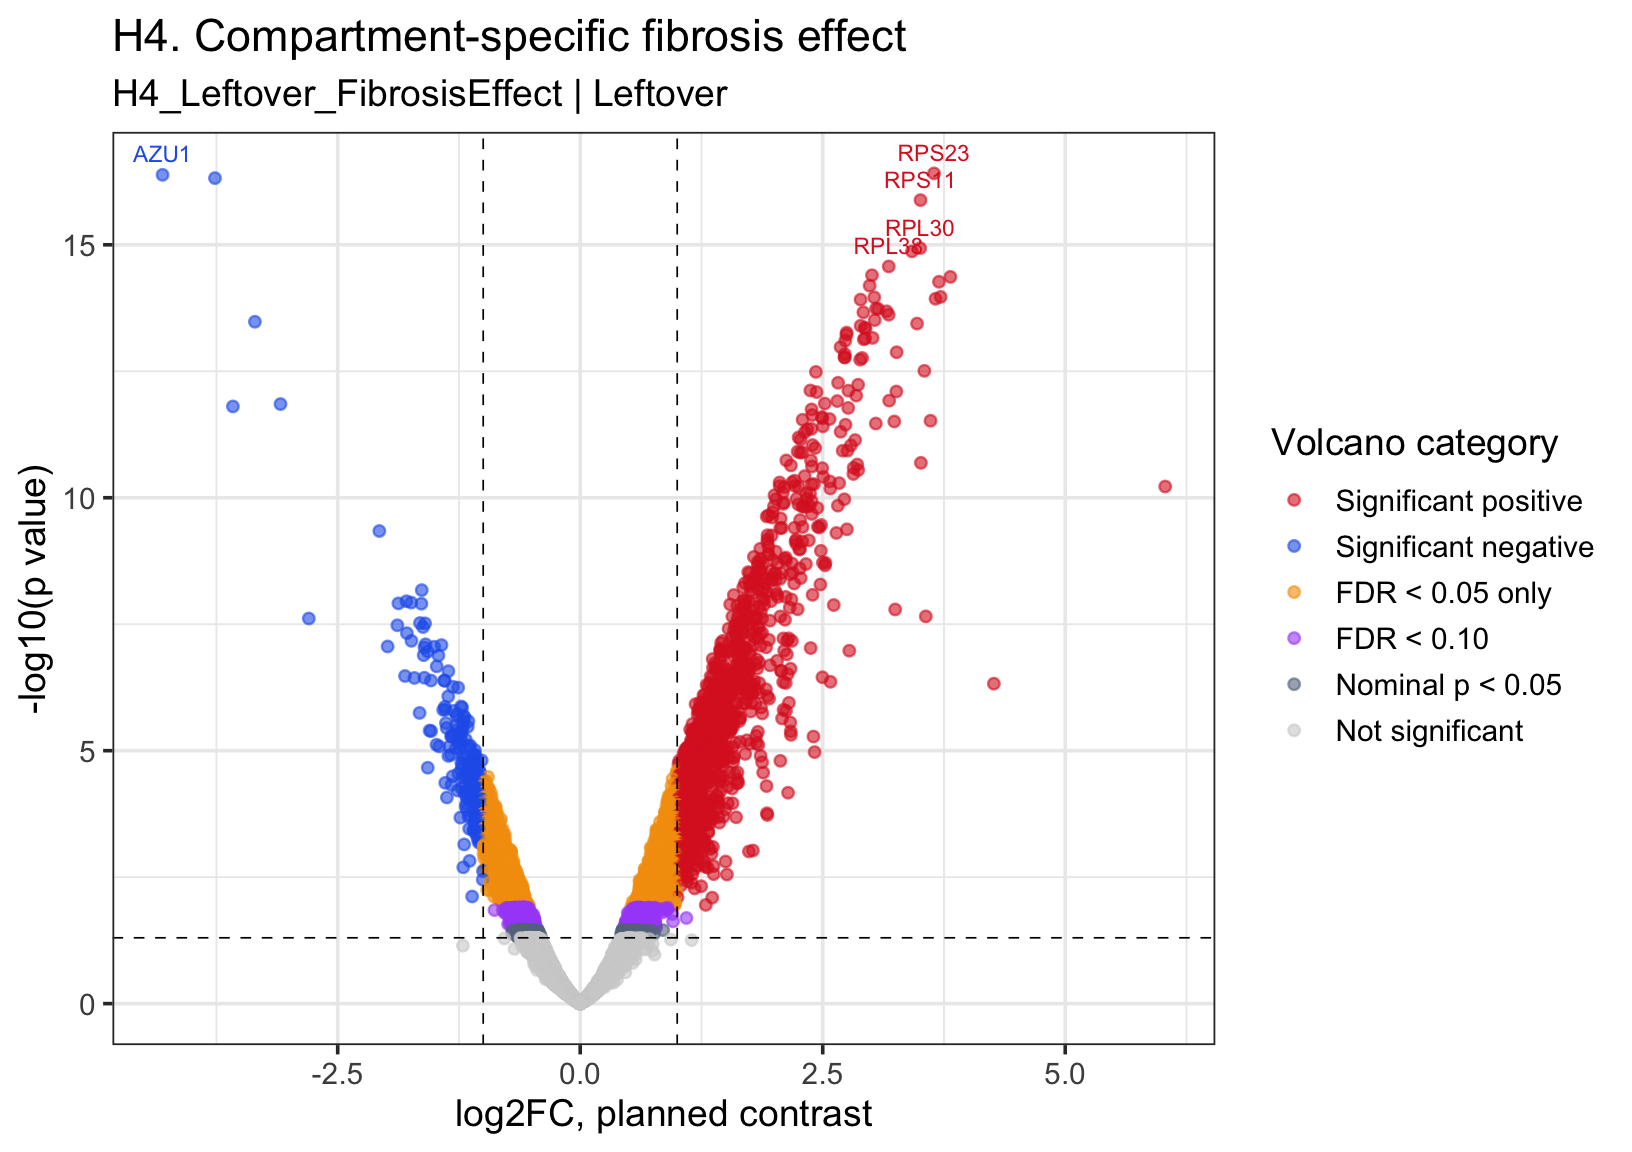 H4. Compartment-specific fibrosis effect
H4_Leftover_FibrosisEffect | Leftover
AZU1
RPS23
RPS11
RPL30
RPL38
15
10
5
0
-log10(p value)
-2.5
0.0
2.5
5.0
log2FC, planned contrast
Volcano category
Significant positive
Significant negative
FDR < 0.05 only
FDR < 0.10
Nominal p < 0.05
Not significant